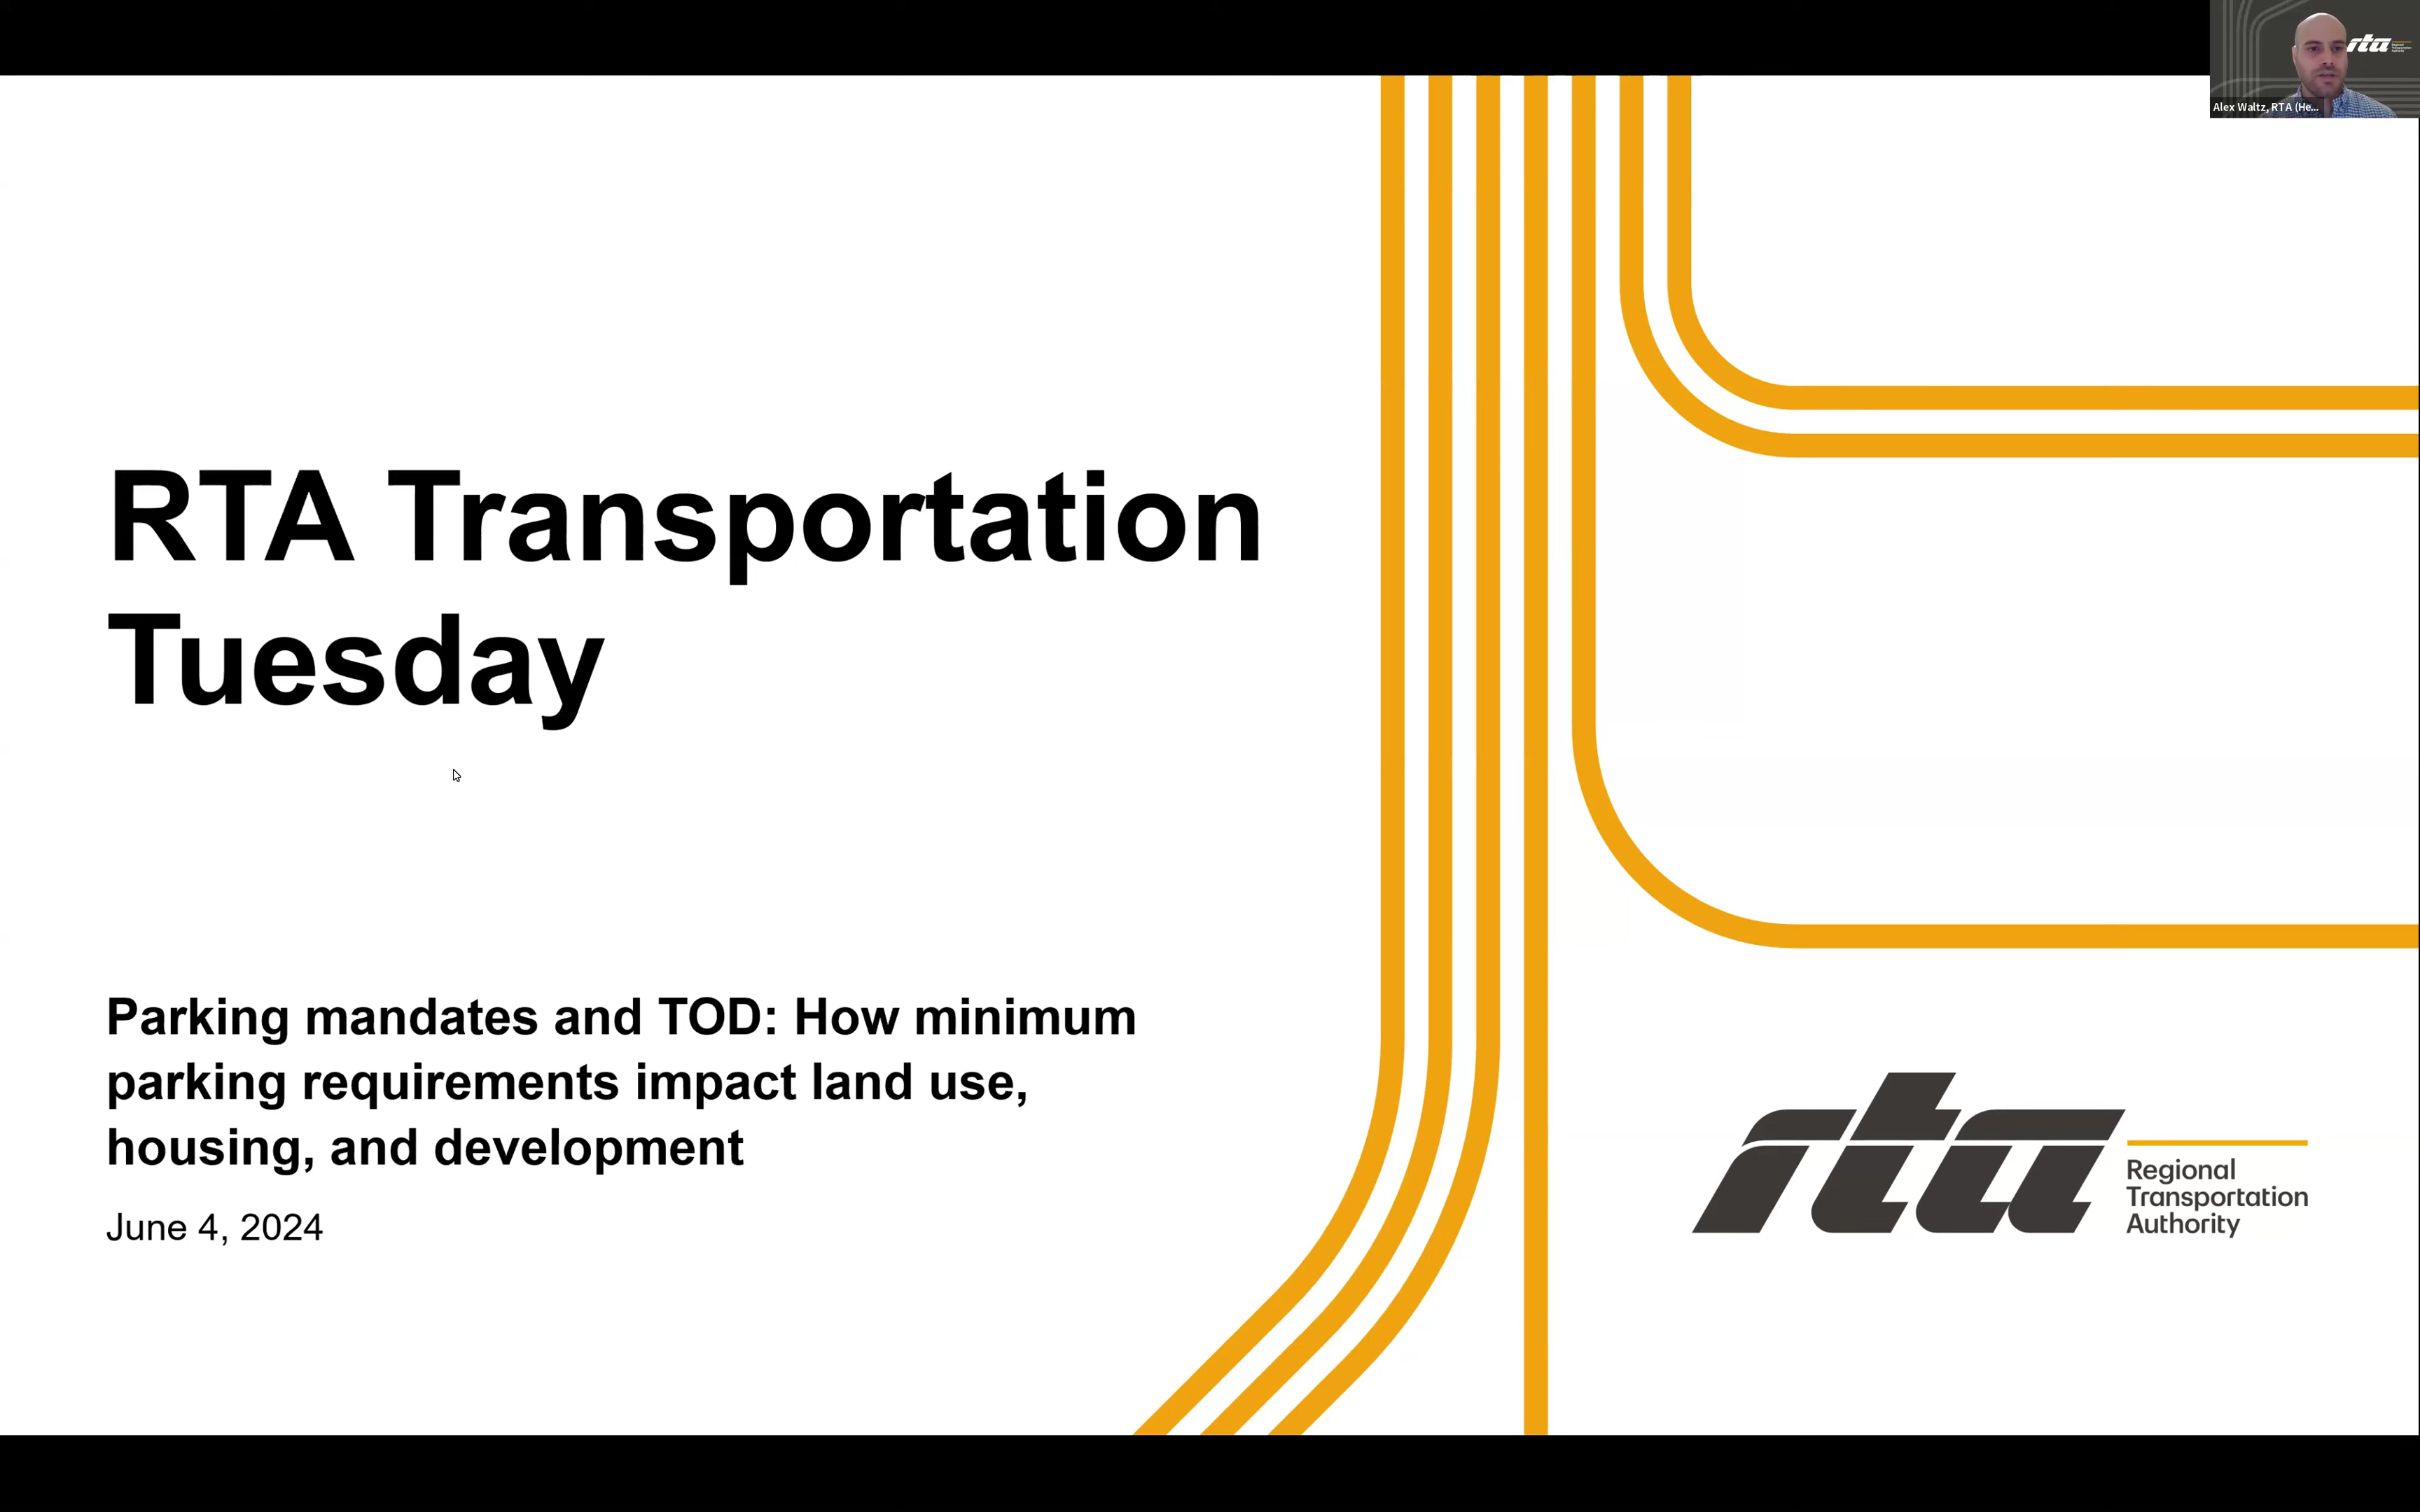 rta
Alex Waltz, RTA (He...
RTA Transportation
Tuesday
Parking mandates and TOD: How minimum
parking requirements impact land use,
housing, and development
June 4, 2024
rta
Regional
Transportation
Authority